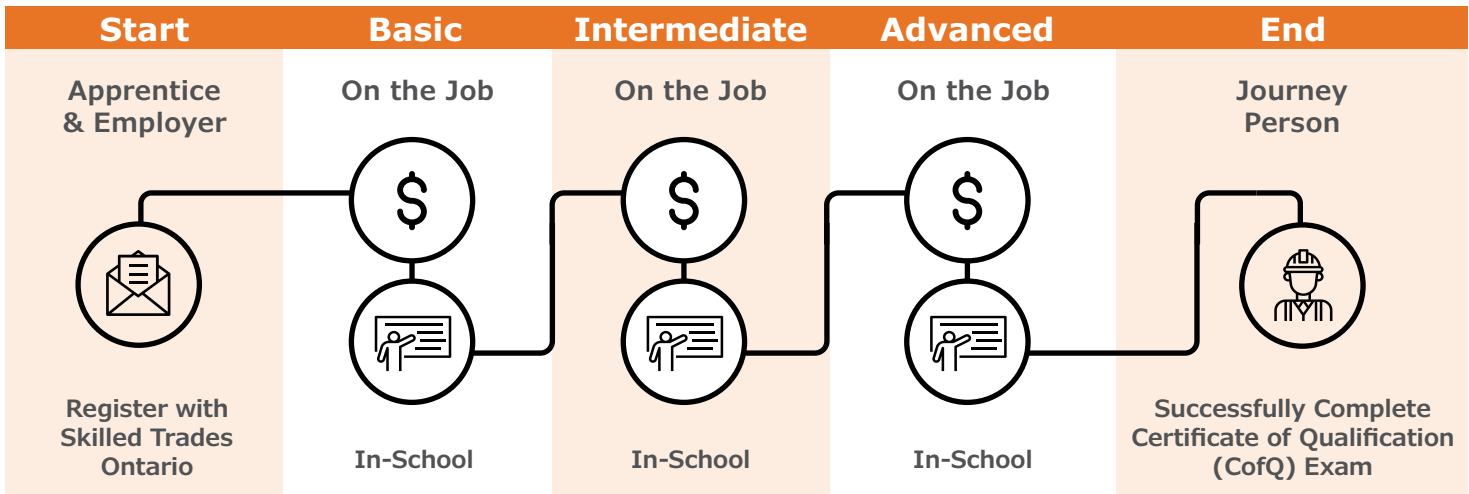 Start
Basic
Intermediate
Advanced
End
Apprentice
& Employer
On the Job
On the Job
On the Job
Journey
Person
$
$
$
Register with
Skilled Trades
Ontario
In-School
In-School
In-School
Successfully Complete
Certificate of Qualification
(CofQ) Exam